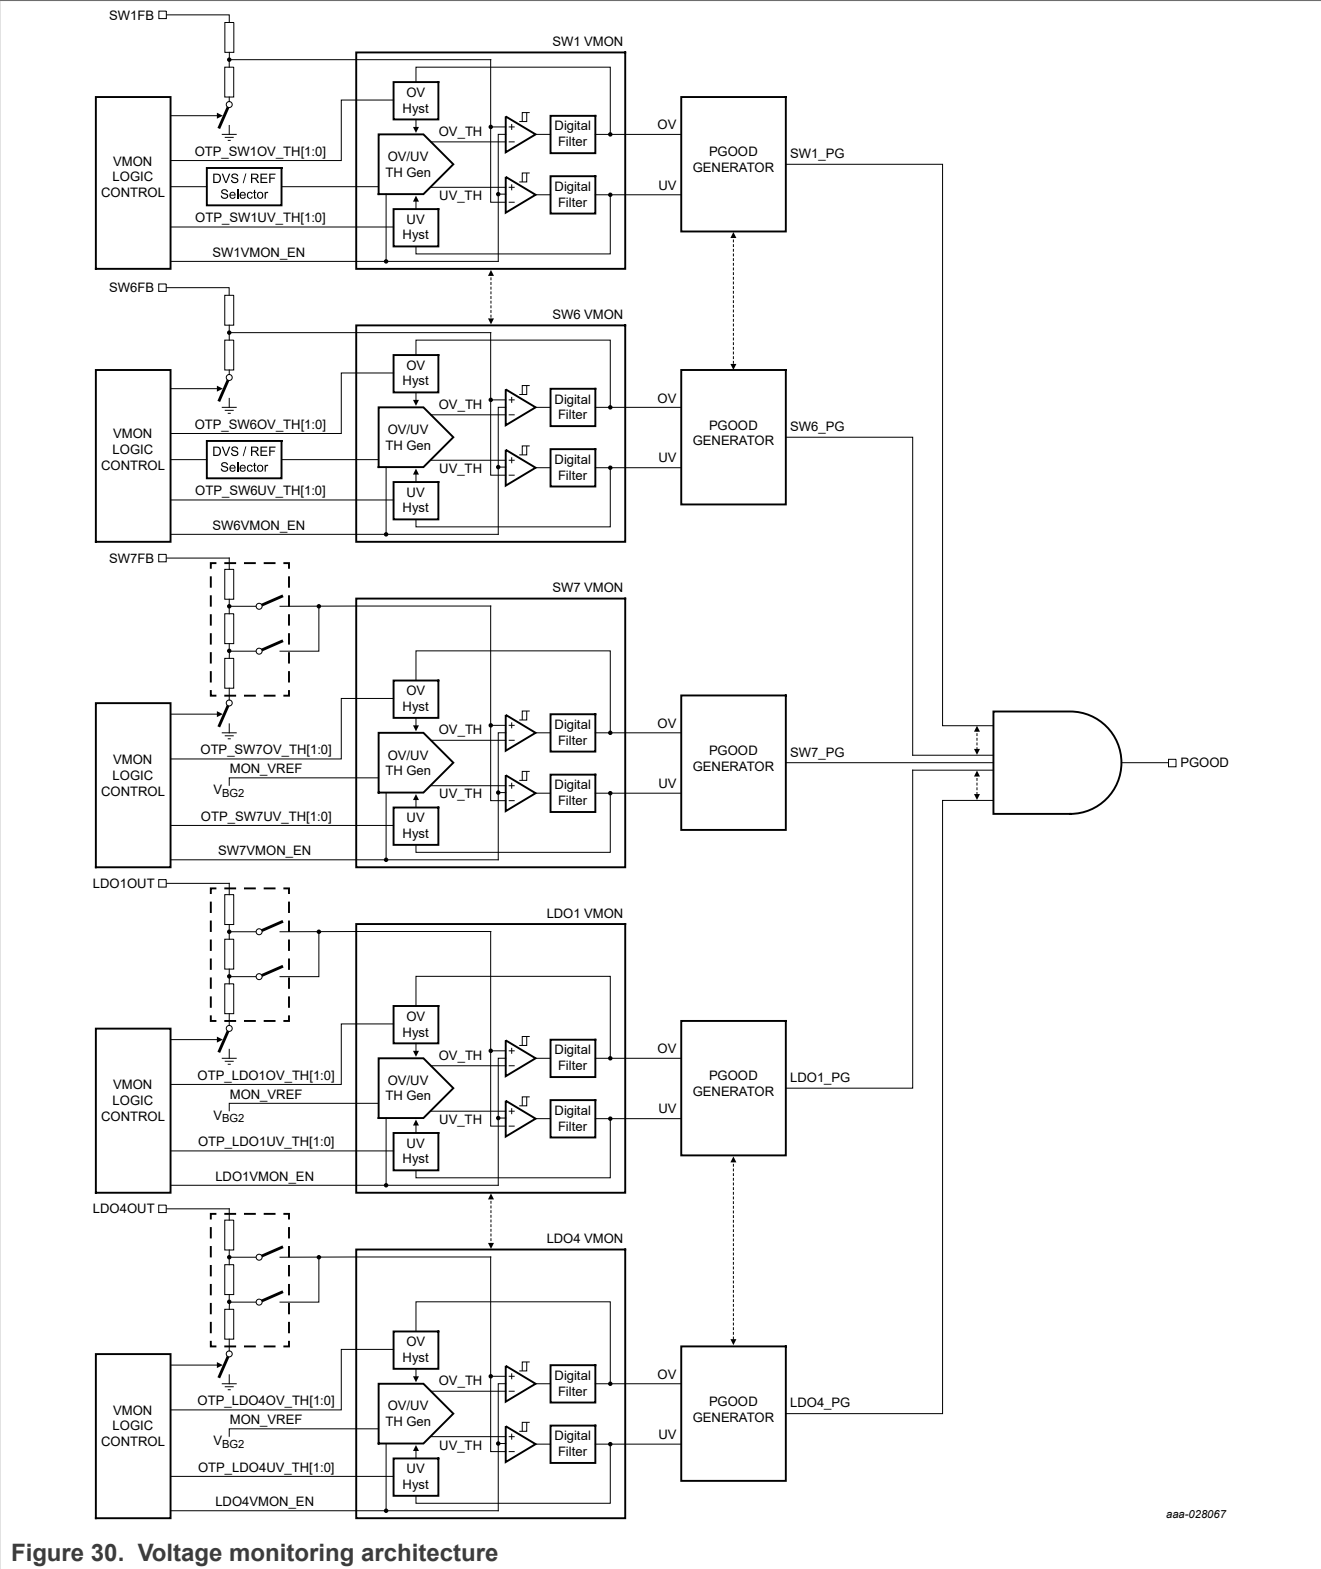 SW1FB
SW1 VMON
OV
Hyst
OV_TH
Digital
Filter
OV
VMON
LOGIC
CONTROL
OTP_SW1OV_TH[1:0]
OV/UV
TH Gen
PGOOD
GENERATOR
SW1_PG
DVS / REF
Selector
UV_TH
Digital
Filter
UV
OTP_SW1UV_TH[1:0]
UV
Hyst
SW1VMON_EN
SW6FB
SW6 VMON
OV
Hyst
OV_TH
Digital
Filter
OV
VMON
LOGIC
CONTROL
OTP_SW6OV_TH[1:0]
OV/UV
TH Gen
PGOOD
GENERATOR
SW6_PG
DVS / REF
Selector
UV_TH
Digital
Filter
UV
OTP_SW6UV_TH[1:0]
UV
Hyst
SW6VMON_EN
SW7FB
SW7 VMON
OV
Hyst
OV_TH
Digital
Filter
OV
VMON
LOGIC
CONTROL
OTP_SW7OV_TH[1:0]
MON_VREF
VBG2
OV/UV
TH Gen
PGOOD
GENERATOR
SW7_PG
PGOOD
UV_TH
Digital
Filter
UV
OTP_SW7UV_TH[1:0]
UV
Hyst
SW7VMON_EN
LDO1OUT
LDO1 VMON
OV
Hyst
OV_TH
Digital
Filter
OV
VMON
LOGIC
CONTROL
OTP_LDO1OV_TH[1:0]
MON_VREF
VBG2
OV/UV
TH Gen
PGOOD
GENERATOR
LDO1_PG
UV_TH
Digital
Filter
UV
OTP_LDO1UV_TH[1:0]
UV
Hyst
LDO1VMON_EN
LDO4OUT
LDO4 VMON
OV
Hyst
OV_TH
Digital
Filter
OV
VMON
LOGIC
CONTROL
OTP_LDO4OV_TH[1:0]
MON_VREF
VBG2
OV/UV
TH Gen
PGOOD
GENERATOR
LDO4_PG
UV_TH
Digital
Filter
UV
OTP_LDO4UV_TH[1:0]
UV
Hyst
LDO4VMON_EN
aaa-028067
Figure 30. Voltage monitoring architecture